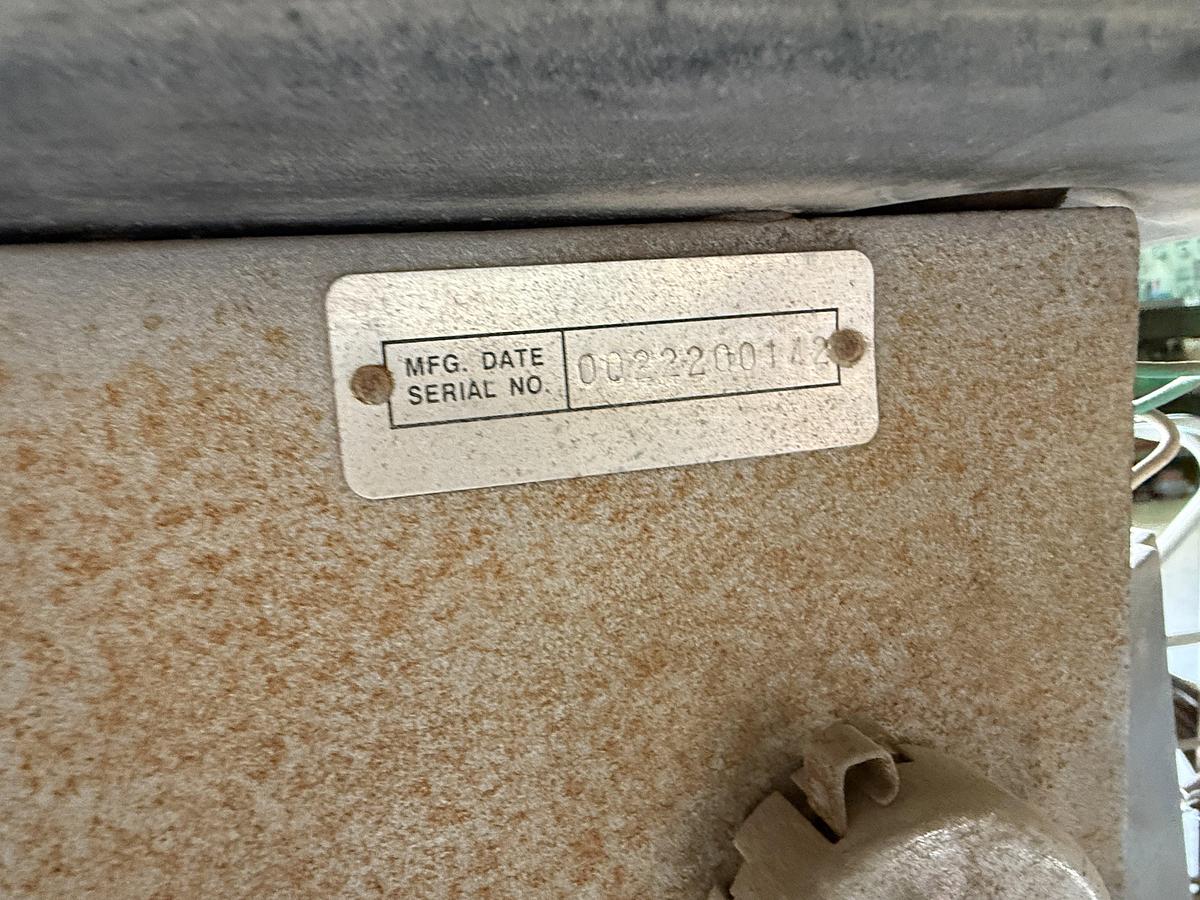 MFG. DATE
SERIAL NO.
0022200142